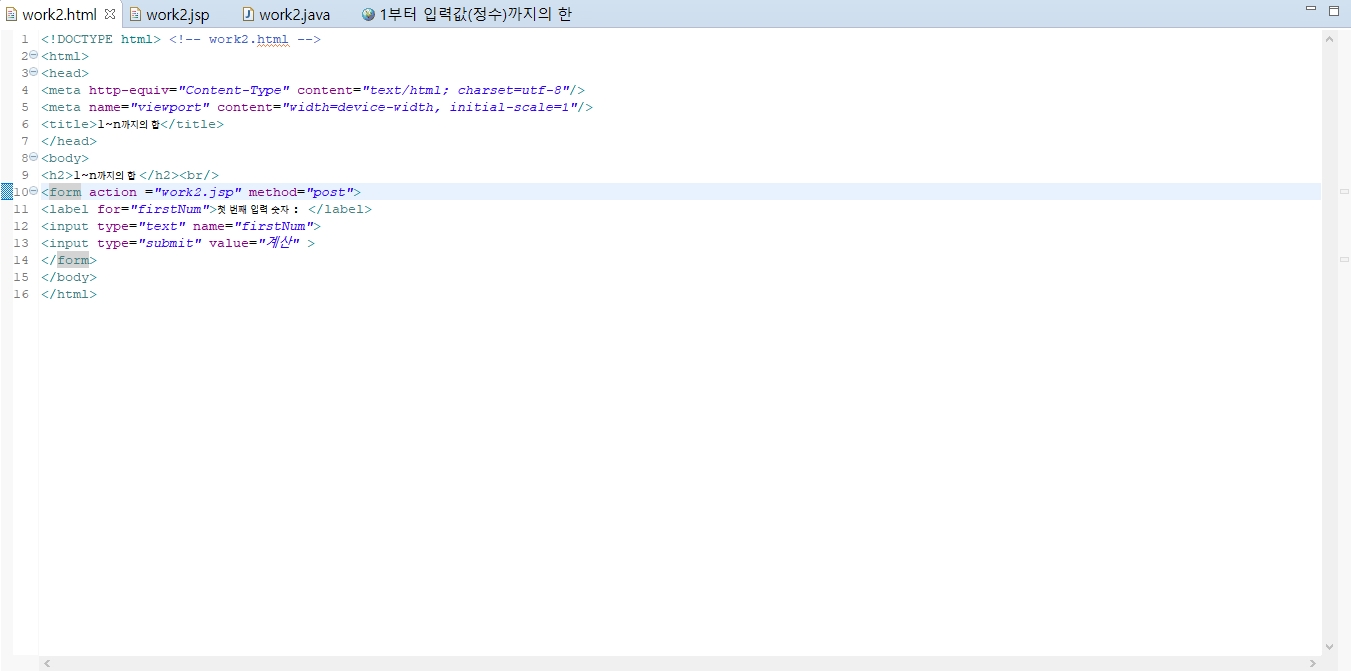 work2.html work2.jsp work2.java 1부터 입력값(정수)까지의 한
1 <!DOCTYPE html> <!-- work2.html -->
2 <html>
3 <head>
4 <meta http-equiv="Content-Type" content="text/html; charset=utf-8"/>
5 <meta name="viewport" content="width=device-width, initial-scale=1"/>
6 <title>1~n까지의 합</title>
7 </head>
8 <body>
9 <h2>1~n까지의 합</h2><br/>
10 <form action ="work2.jsp" method="post">
11 <label for="firstNum">첫 번째 입력 숫자 : </label>
12 <input type="text" name="firstNum">
13 <input type="submit" value="계산" >
14 </form>
15 </body>
16 </html>